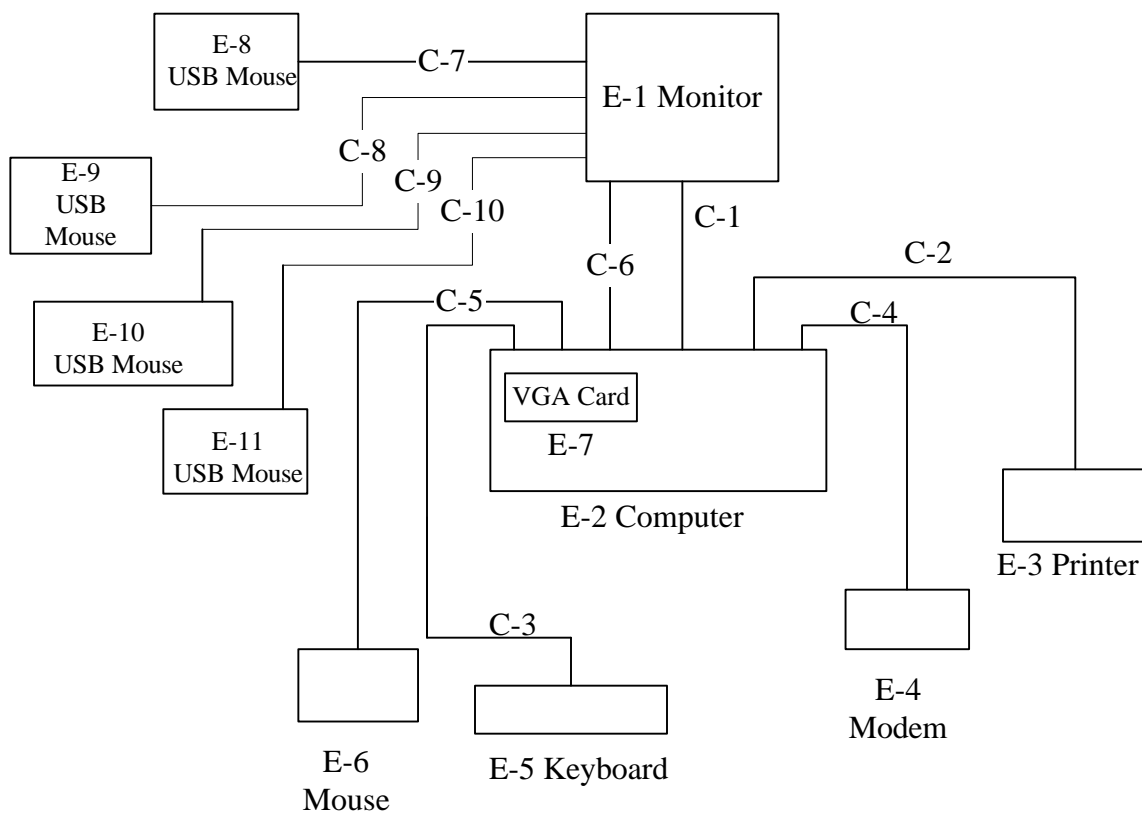 E-8
USB Mouse
C-7
E-1 Monitor
C-8
E-9
USB
Mouse
C-9
C-10
C-1
C-6
C-2
C-5
C-4
E-10
USB Mouse
VGA Card
E-7
E-11
USB Mouse
E-2 Computer
E-3 Printer
C-3
E-4
Modem
E-5 Keyboard
E-6
Mouse